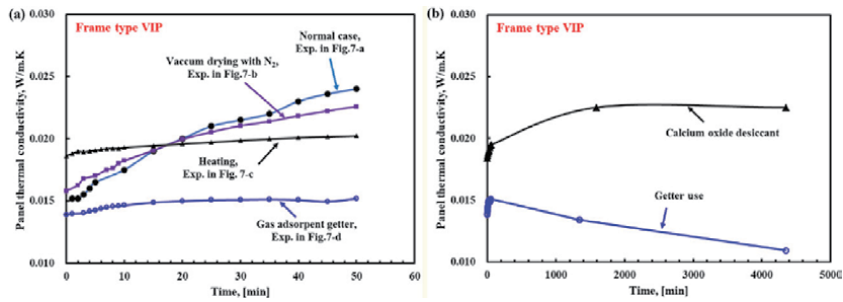 (a)
Frame type VIP
Normal case,
Exp. in Fig.7-a
Vaccum drying with N2,
Exp. in Fig.7-b
Heating,
Exp. in Fig. 7-c
Gas adsorpent getter,
Exp. in Fig.7-d
Panel thermal conductivity, W/m.K
0.030
0.025
0.020
0.015
0.010
0 10 20 30 40 50 60
Time, [min]
(b)
Frame type VIP
Calcium oxide desiccant
Getter use
Panel thermal conductivity, W/m.K
0.030
0.025
0.020
0.015
0.010
0 1000 2000 3000 4000 5000
Time, [min]